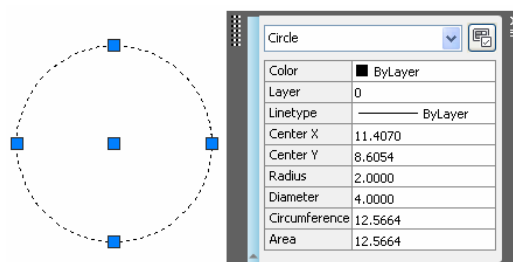 Circle
Color ByLayer
Layer 0
Linetype ByLayer
Center X 11.4070
Center Y 8.6054
Radius 2.0000
Diameter 4.0000
Circumference 12.5664
Area 12.5664